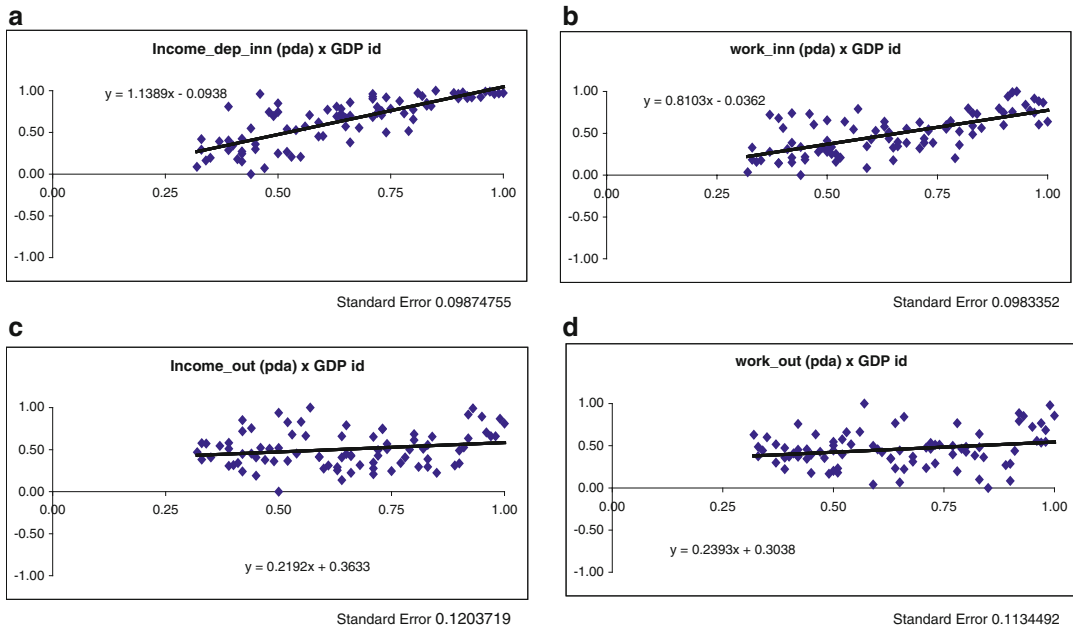 a
Income_dep_inn (pda) x GDP id
y = 1.1389x - 0.0938
1.00
0.50
0.00
-0.50
-1.00
0.00 0.25 0.50 0.75 1.00
Standard Error 0.09874755
b
work_inn (pda) x GDP id
y = 0.8103x - 0.0362
1.00
0.50
0.00
-0.50
-1.00
0.00 0.25 0.50 0.75 1.00
Standard Error 0.0983352
c
Income_out (pda) x GDP id
1.00
0.50
0.00
-0.50
-1.00
0.00 0.25 0.50 0.75 1.00
y = 0.2192x + 0.3633
Standard Error 0.1203719
d
work_out (pda) x GDP id
1.00
0.50
0.00
-0.50
-1.00
0.00 0.25 0.50 0.75 1.00
y = 0.2393x + 0.3038
Standard Error 0.1134492